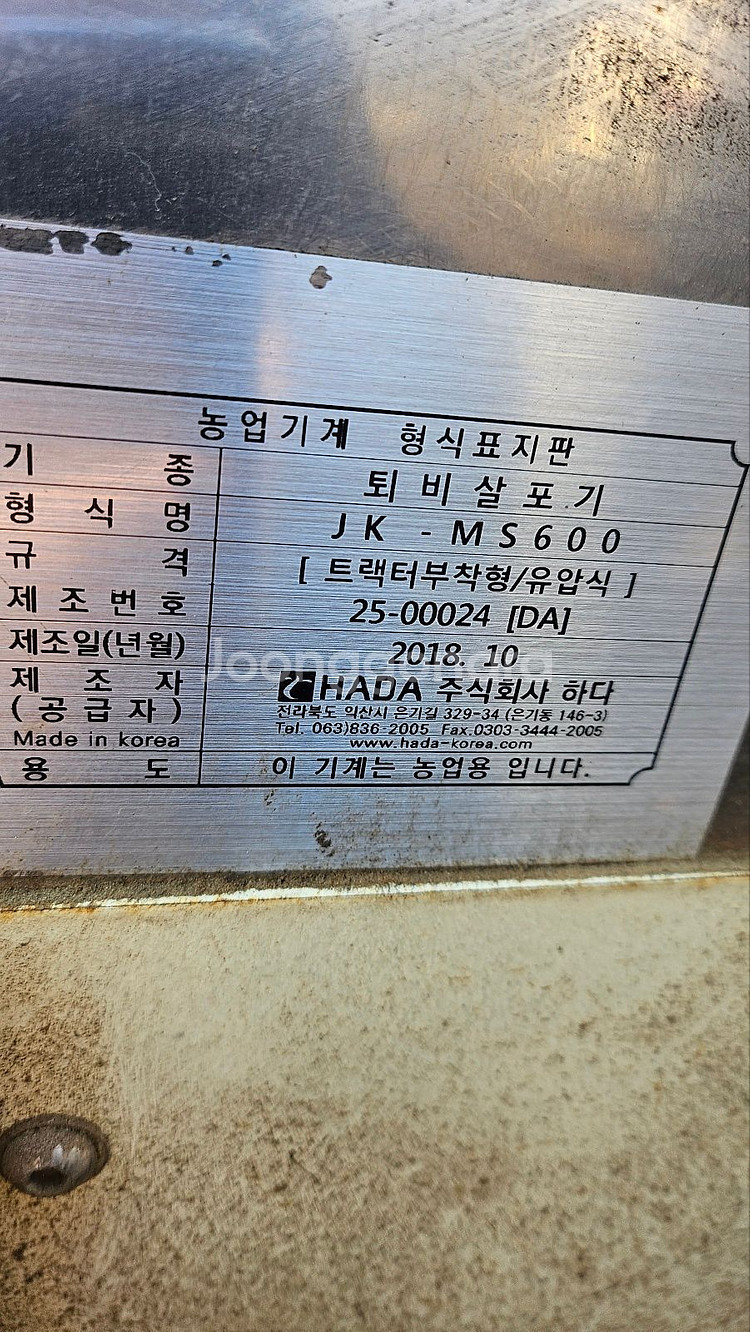 농업기계 형식표지판
기 종 퇴비살포기
형식명 JK-MS600
규격 [트랙터부착형/유압식]
제조번호 25-00024 [DA]
제조일(년월) 2018. 10
제조자 HADA 주식회사 하다
(공급자) 전라북도 익산시 은기길 329-34 (은기동 146-3)
Tel. 063)836-2005 Fax.0303-3444-2005
Made in korea www.hada-korea.com
용도 이 기계는 농업용 입니다.
Joonggonara